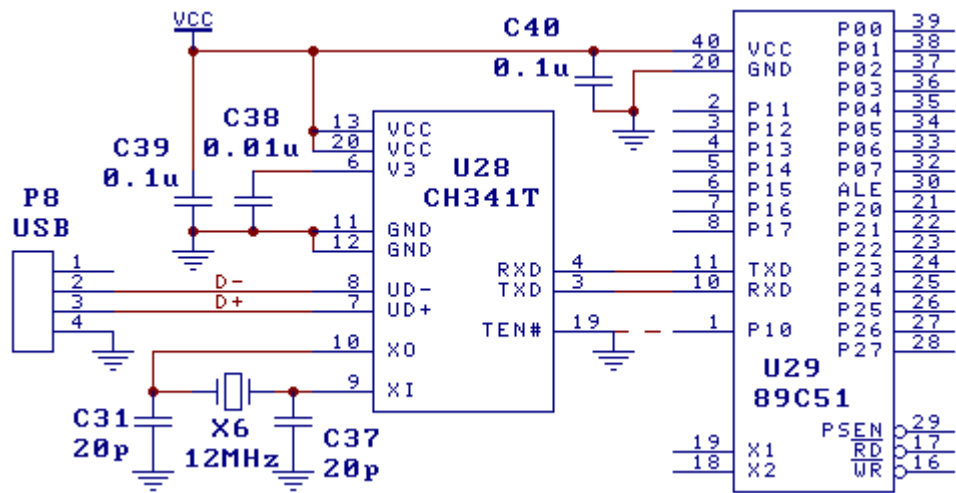 VCC
C40
0.1u
C39
0.1u
C38
0.01u
P8
USB
1
2
3
4
D-
D+
13 VCC
20 VCC
6 V3
U28
CH341T
11 GND
12 GND
8 UD-
7 UD+
10 XO
9 XI
RXD 4
TXD 3
TEN# 19
C31
20p
X6
12MHz
C37
20p
40 VCC
20 GND
2 P11
3 P12
4 P13
5 P14
6 P15
7 P16
8 P17
11 TXD
10 RXD
1 P10
P00 39
P01 38
P02 37
P03 36
P04 35
P05 34
P06 33
P07 32
ALE 30
P20 21
P21 22
P22 23
P23 24
P24 25
P25 26
P26 27
P27 28
U29
89C51
PSEN 29
RD 17
WR 16
19 X1
18 X2